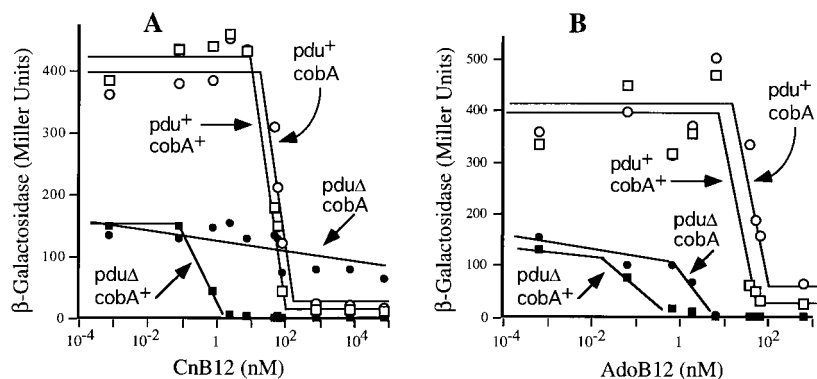 A
β-Galactosidase (Miller Units)
400
300
200
100
0
pdu+
cobA
pdu+
cobA+
pduΔ
cobA
pduΔ
cobA+
10-4
10-2
1
10 2
10 4
CnB12 (nM)
B
β-Galactosidase (Miller Units)
500
400
300
200
100
0
pdu+
cobA
pdu+
cobA+
pduΔ
cobA
pduΔ
cobA+
10-4
10-2
1
10 2
10 4
AdoB12 (nM)